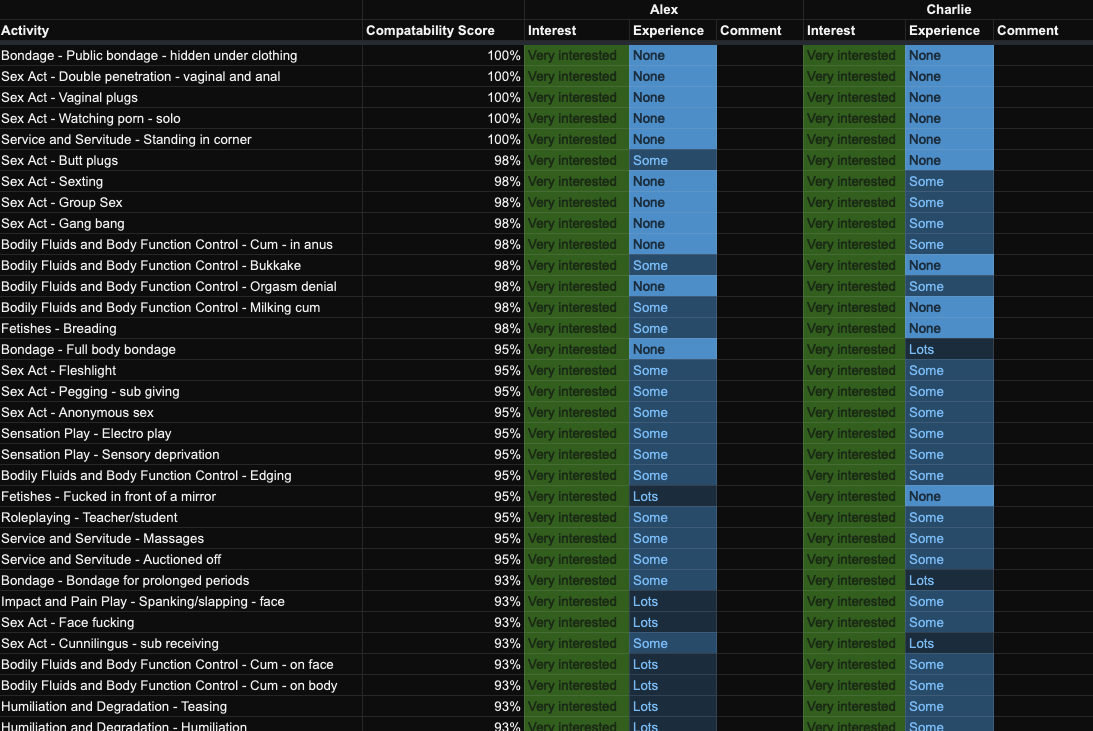 Alex Charlie
Activity Compatability Score Interest Experience Comment Interest Experience Comment
Bondage - Public bondage - hidden under clothing 100% Very interested None Very interested None
Sex Act - Double penetration - vaginal and anal 100% Very interested None Very interested None
Sex Act - Vaginal plugs 100% Very interested None Very interested None
Sex Act - Watching porn - solo 100% Very interested None Very interested None
Service and Servitude - Standing in corner 100% Very interested None Very interested None
Sex Act - Butt plugs 98% Very interested Some Very interested None
Sex Act - Sexting 98% Very interested None Very interested Some
Sex Act - Group Sex 98% Very interested None Very interested Some
Sex Act - Gang bang 98% Very interested None Very interested Some
Bodily Fluids and Body Function Control - Cum - in anus 98% Very interested None Very interested Some
Bodily Fluids and Body Function Control - Bukkake 98% Very interested Some Very interested None
Bodily Fluids and Body Function Control - Orgasm denial 98% Very interested None Very interested Some
Bodily Fluids and Body Function Control - Milking cum 98% Very interested Some Very interested None
Fetishes - Breading 98% Very interested Some Very interested None
Bondage - Full body bondage 95% Very interested None Very interested Lots
Sex Act - Fleshlight 95% Very interested Some Very interested Some
Sex Act - Pegging - sub giving 95% Very interested Some Very interested Some
Sex Act - Anonymous sex 95% Very interested Some Very interested Some
Sensation Play - Electro play 95% Very interested Some Very interested Some
Sensation Play - Sensory deprivation 95% Very interested Some Very interested Some
Bodily Fluids and Body Function Control - Edging 95% Very interested Some Very interested Some
Fetishes - Fucked in front of a mirror 95% Very interested Lots Very interested None
Roleplaying - Teacher/student 95% Very interested Some Very interested Some
Service and Servitude - Massages 95% Very interested Some Very interested Some
Service and Servitude - Auctioned off 95% Very interested Some Very interested Some
Bondage - Bondage for prolonged periods 93% Very interested Some Very interested Lots
Impact and Pain Play - Spanking/slapping - face 93% Very interested Lots Very interested Some
Sex Act - Face fucking 93% Very interested Lots Very interested Some
Sex Act - Cunnilingus - sub receiving 93% Very interested Some Very interested Lots
Bodily Fluids and Body Function Control - Cum - on face 93% Very interested Lots Very interested Some
Bodily Fluids and Body Function Control - Cum - on body 93% Very interested Lots Very interested Some
Humiliation and Degradation - Teasing 93% Very interested Lots Very interested Some
Humiliation and Degradation - Humiliation 93% Very interested Lots Very interested Some